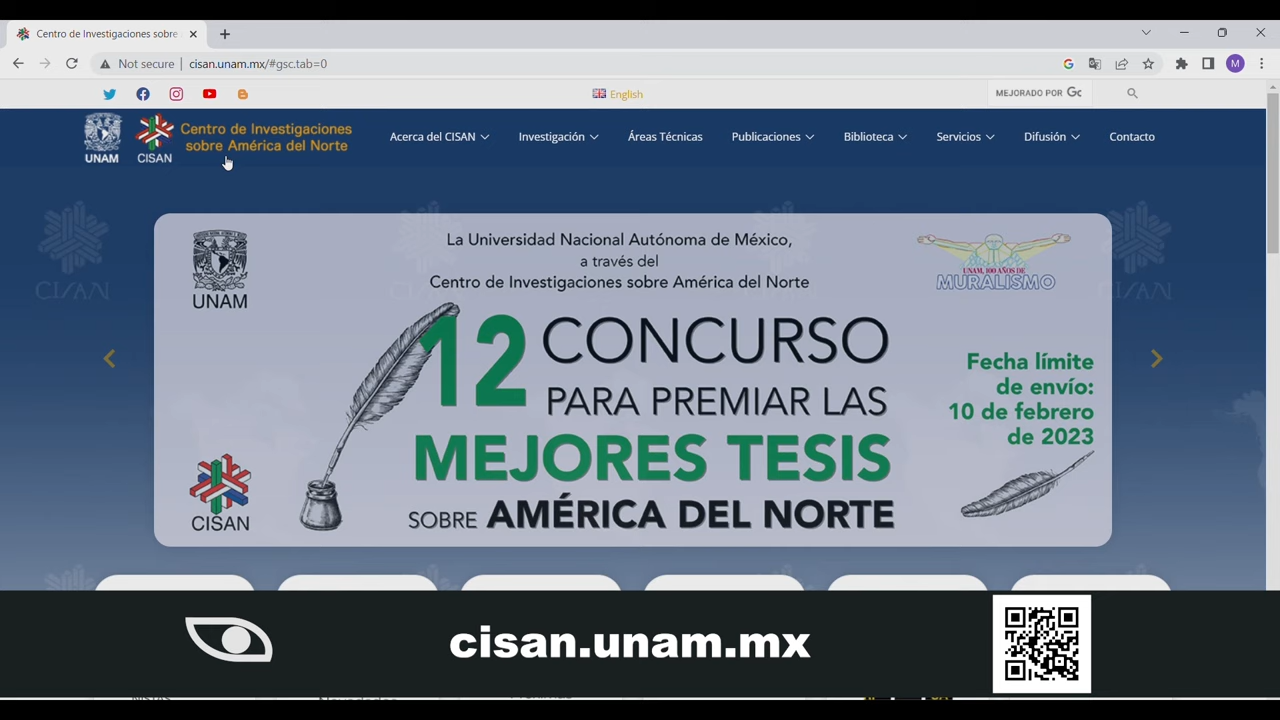 Centro de Investigaciones sobre
Not secure | cisan.unam.mx/#gsc.tab=0
M
English
MEJORADO POR
UNAM
CISAN
Centro de Investigaciones
sobre América del Norte
Acerca del CISAN
Investigación
Áreas Técnicas
Publicaciones
Biblioteca
Servicios
Difusión
Contacto
La Universidad Nacional Autónoma de México,
a través del
Centro de Investigaciones sobre América del Norte
UNAM
UNAM, 100 AÑOS DE
MURALISMO
12 CONCURSO
PARA PREMIAR LAS
MEJORES TESIS
SOBRE AMÉRICA DEL NORTE
Fecha límite
de envío:
10 de febrero
de 2023
CISAN
CISAN
CISAN
cisan.unam.mx